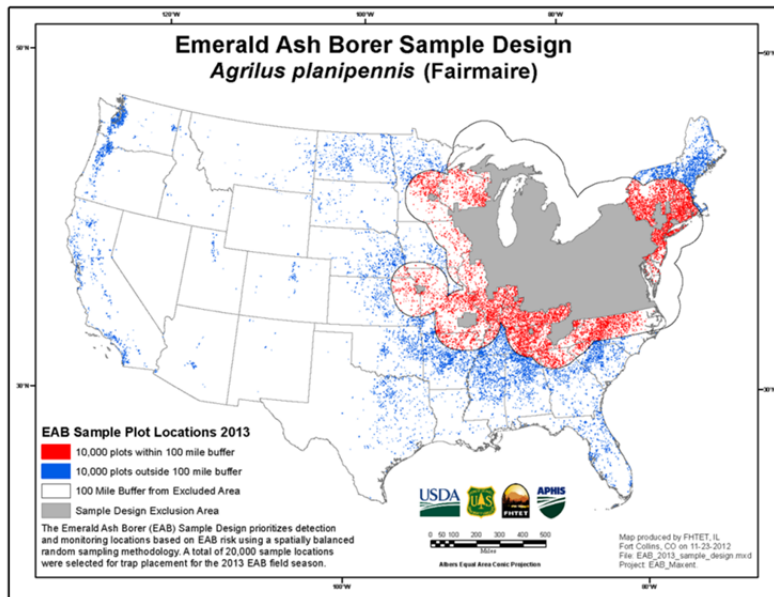 120°W
100°W
80°W
50°N
50°N
Emerald Ash Borer Sample Design
Agrilus planipennis (Fairmaire)
30°N
30°N
EAB Sample Plot Locations 2013
10,000 plots within 100 mile buffer
10,000 plots outside 100 mile buffer
100 Mile Buffer from Excluded Area
Sample Design Exclusion Area
The Emerald Ash Borer (EAB) Sample Design prioritizes detection
and monitoring locations based on EAB risk using a spatially balanced
random sampling methodology. A total of 20,000 sample locations
were selected for trap placement for the 2013 EAB field season.
USDA
UAS
FHTET
APHIS
0 50 100 200 300 400 500
Miles
Albers Equal Area Conic Projection
Map produced by FHTET, IL
Fort Collins, CO on 11-23-2012
File: EAB_2013_sample_design.mxd
Project: EAB_Maxent.
100°W
80°W